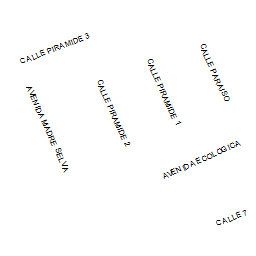 CALLE PIRAMIDE 3
AVENIDA MADRE SELVA
CALLE PIRAMIDE 2
CALLE PIRAMIDE 1
CALLE PARAISO
AVENIDA ECOLOGICA
CALLE 7